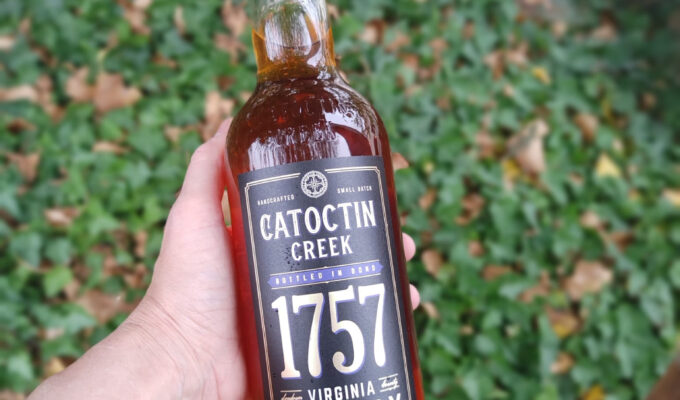 HANDCRAFTED SMALL BATCH
CATOCTIN
CREEK
BOTTLED IN BOND
1757
VIRGINIA